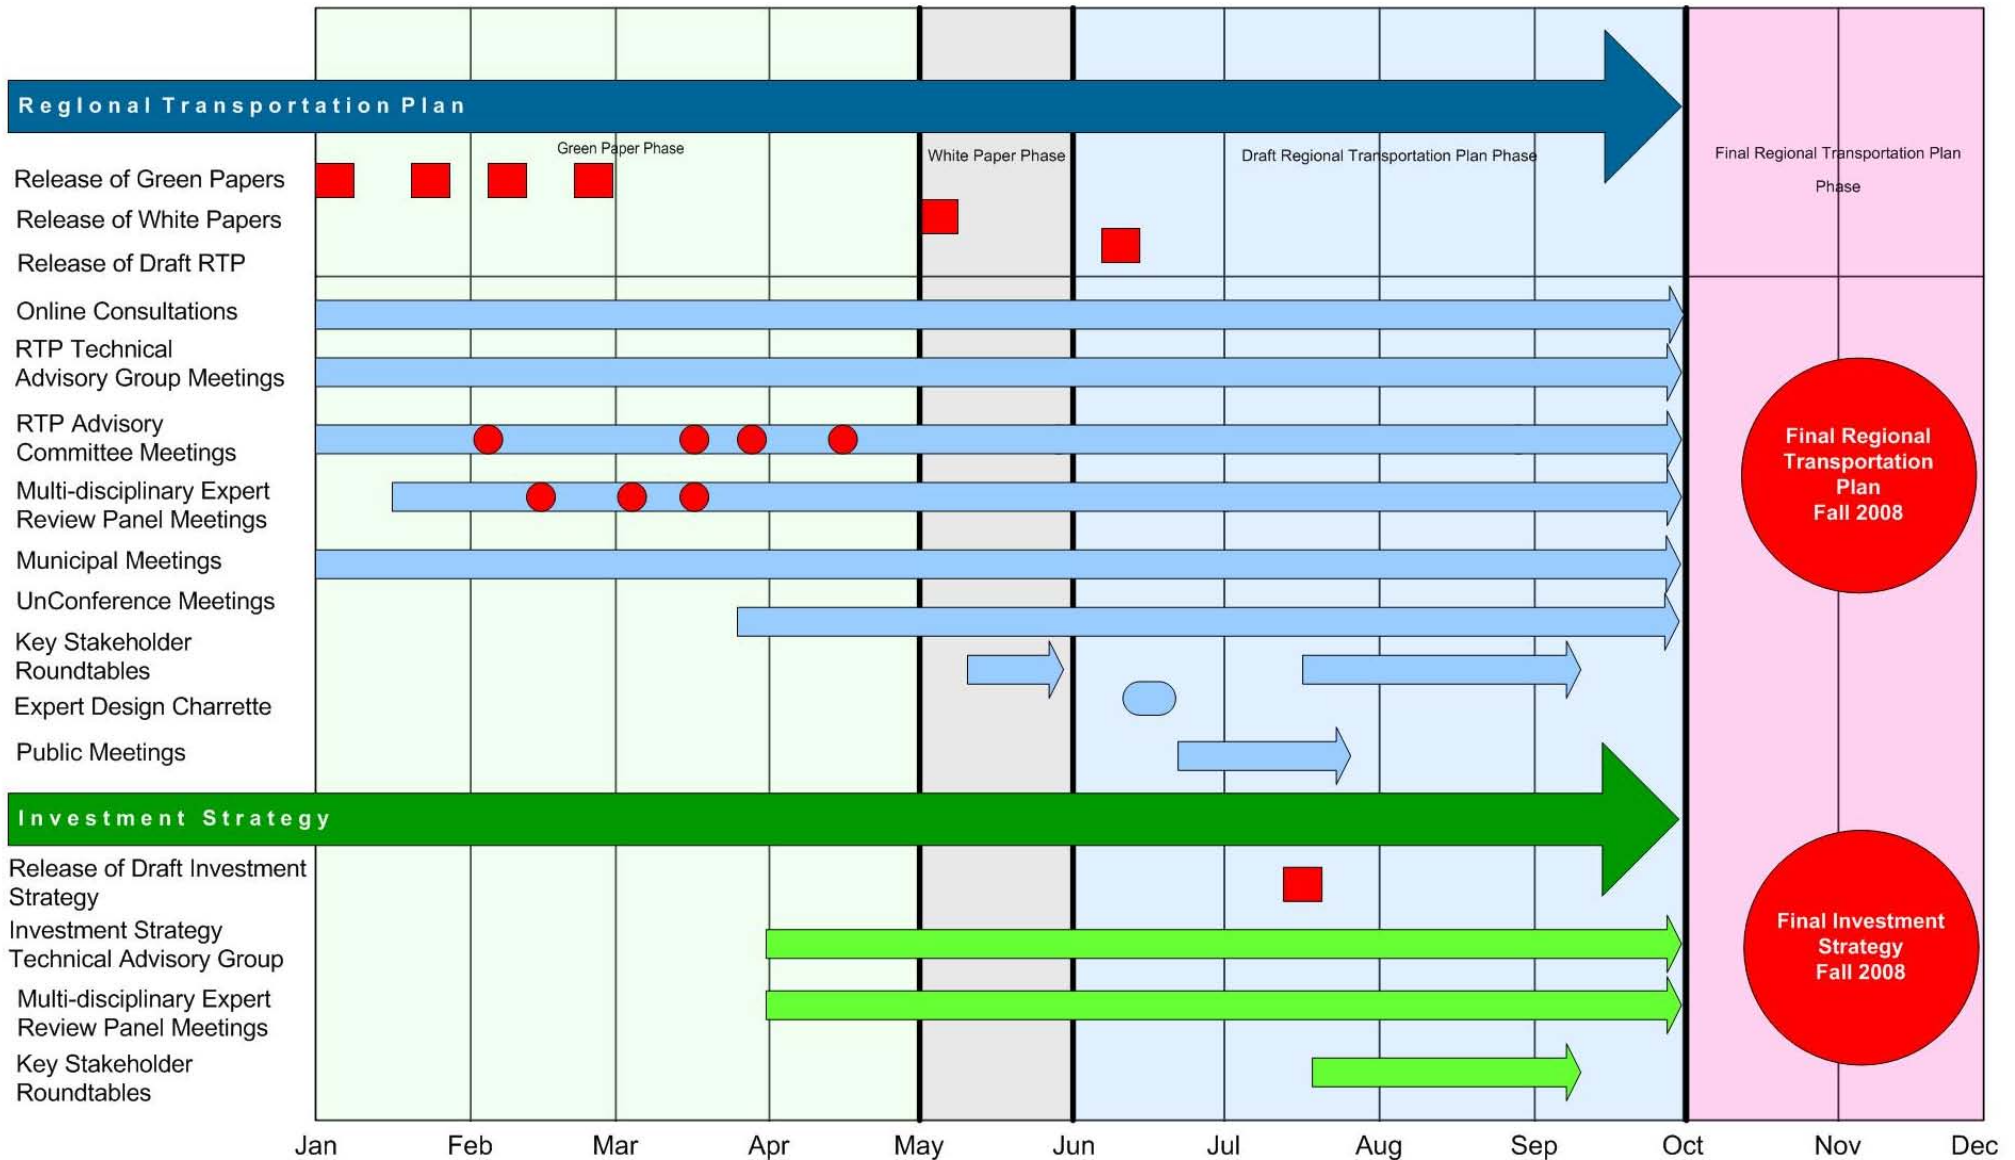 Regional Transportation Plan
Green Paper Phase
White Paper Phase
Draft Regional Transportation Plan Phase
Final Regional Transportation Plan
Phase
Release of Green Papers
Release of White Papers
Release of Draft RTP
Online Consultations
RTP Technical
Advisory Group Meetings
RTP Advisory
Committee Meetings
Multi-disciplinary Expert
Review Panel Meetings
Municipal Meetings
UnConference Meetings
Key Stakeholder
Roundtables
Expert Design Charrette
Public Meetings
Final Regional
Transportation
Plan
Fall 2008
Investment Strategy
Release of Draft Investment
Strategy
Investment Strategy
Technical Advisory Group
Multi-disciplinary Expert
Review Panel Meetings
Key Stakeholder
Roundtables
Final Investment
Strategy
Fall 2008
Jan Feb Mar Apr May Jun Jul Aug Sep Oct Nov Dec